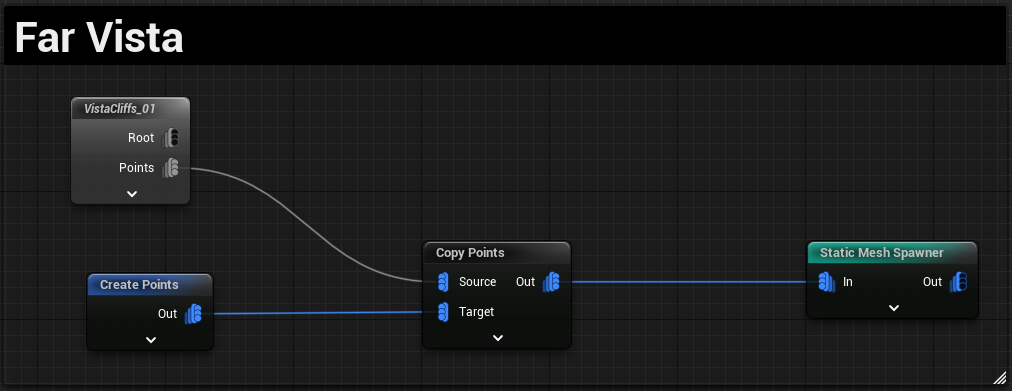 Far Vista
VistaCliffs_01
Root
Points
Create Points
Out
Copy Points
Source Out
Target
Static Mesh Spawner
In Out